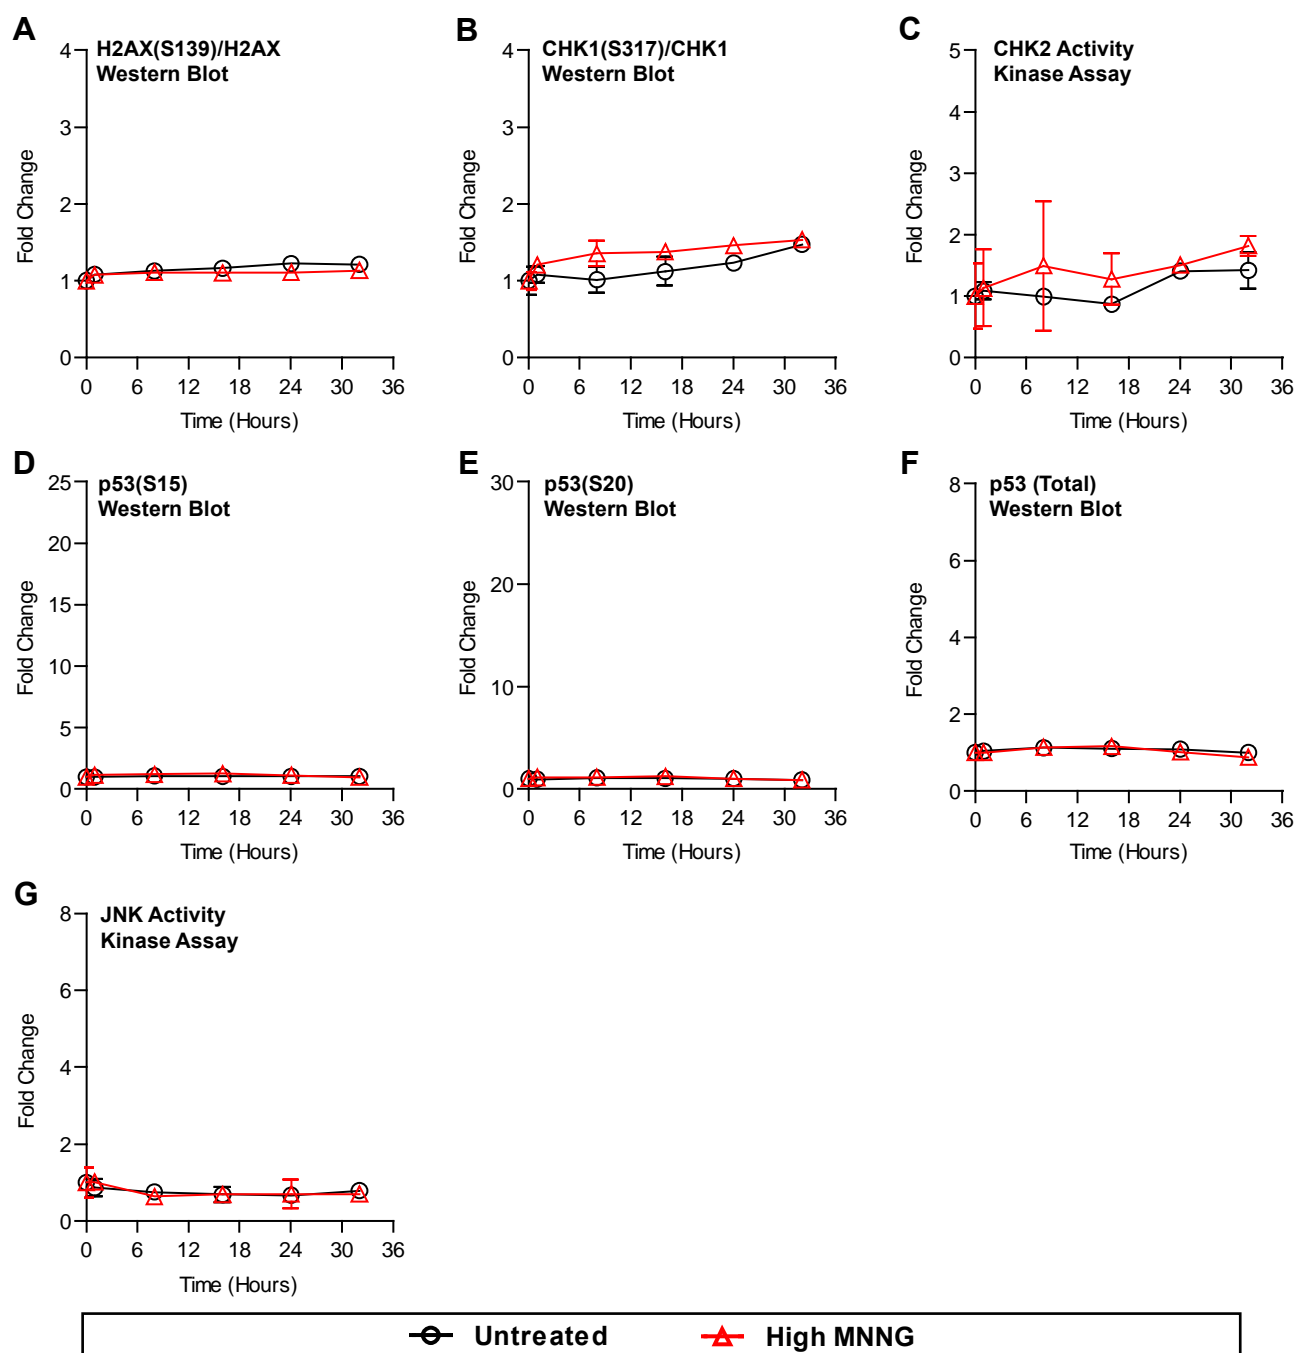 A
H2AX(S139)/H2AX
Western Blot
4
3
2
1
0
Fold Change
0 6 12 18 24 30 36
Time (Hours)
B
CHK1(S317)/CHK1
Western Blot
4
3
2
1
0
Fold Change
0 6 12 18 24 30 36
Time (Hours)
C
CHK2 Activity
Kinase Assay
5
4
3
2
1
0
Fold Change
0 6 12 18 24 30 36
Time (Hours)
D
p53(S15)
Western Blot
25
20
15
10
5
0
Fold Change
0 6 12 18 24 30 36
Time (Hours)
E
p53(S20)
Western Blot
30
20
10
0
Fold Change
0 6 12 18 24 30 36
Time (Hours)
F
p53 (Total)
Western Blot
8
6
4
2
0
Fold Change
0 6 12 18 24 30 36
Time (Hours)
G
JNK Activity
Kinase Assay
8
6
4
2
0
Fold Change
0 6 12 18 24 30 36
Time (Hours)
Untreated High MNNG